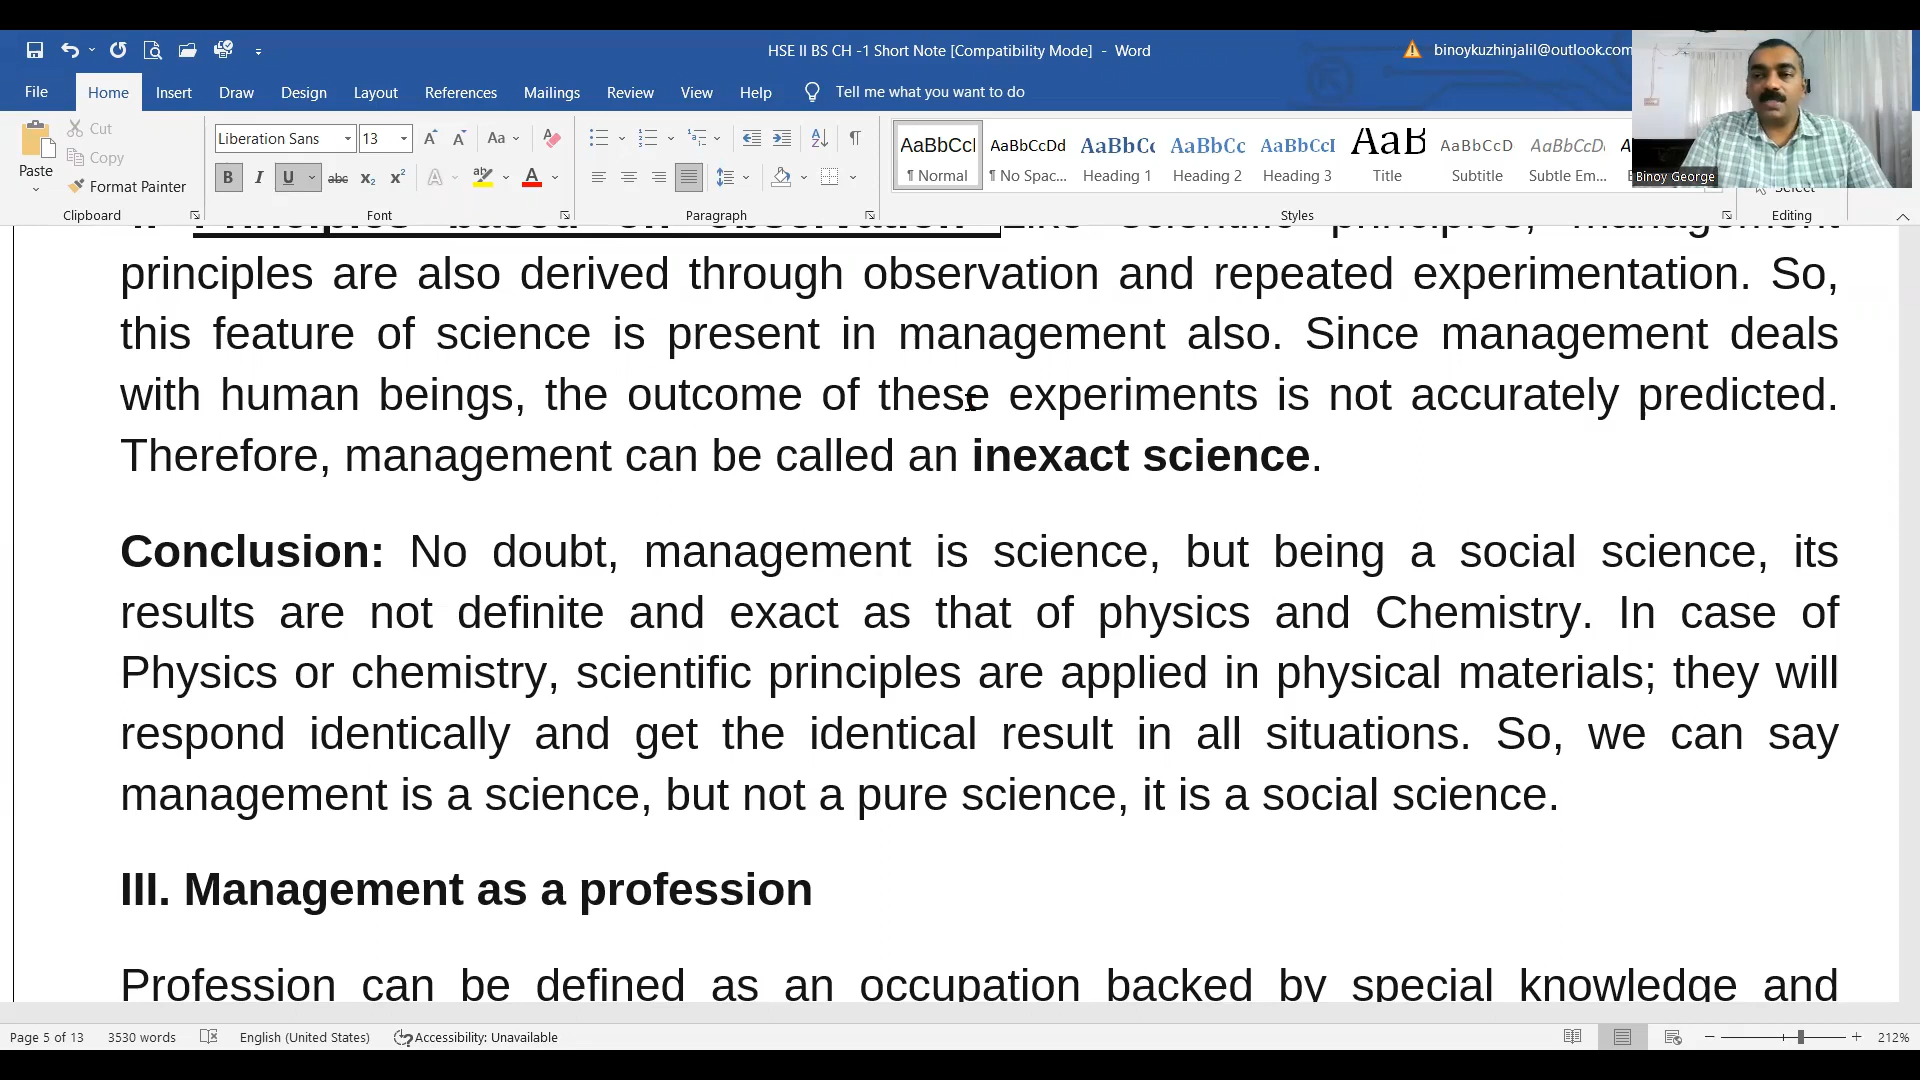 HSE II BS CH -1 Short Note [Compatibility Mode] - Word
binoykuzhinjalil@outlook.com
File Home Insert Draw Design Layout References Mailings Review View Help Tell me what you want to do
Cut
Copy
Paste
Format Painter
Liberation Sans 13
AaBbCcI AaBbCcDd AaBbCc AaBbCc AaBbCcI AaB AaBbCcD AaBbCcD
¶ Normal ¶ No Spac... Heading 1 Heading 2 Heading 3 Title Subtitle Subtle Em...
Binoy George
Select
Clipboard Font Paragraph Styles Editing
Principles based on observation Like scientific principles, management
principles are also derived through observation and repeated experimentation. So,
this feature of science is present in management also. Since management deals
with human beings, the outcome of these experiments is not accurately predicted.
Therefore, management can be called an inexact science.
Conclusion: No doubt, management is science, but being a social science, its
results are not definite and exact as that of physics and Chemistry. In case of
Physics or chemistry, scientific principles are applied in physical materials; they will
respond identically and get the identical result in all situations. So, we can say
management is a science, but not a pure science, it is a social science.
III. Management as a profession
Profession can be defined as an occupation backed by special knowledge and
Page 5 of 13 3530 words English (United States) Accessibility: Unavailable 212%